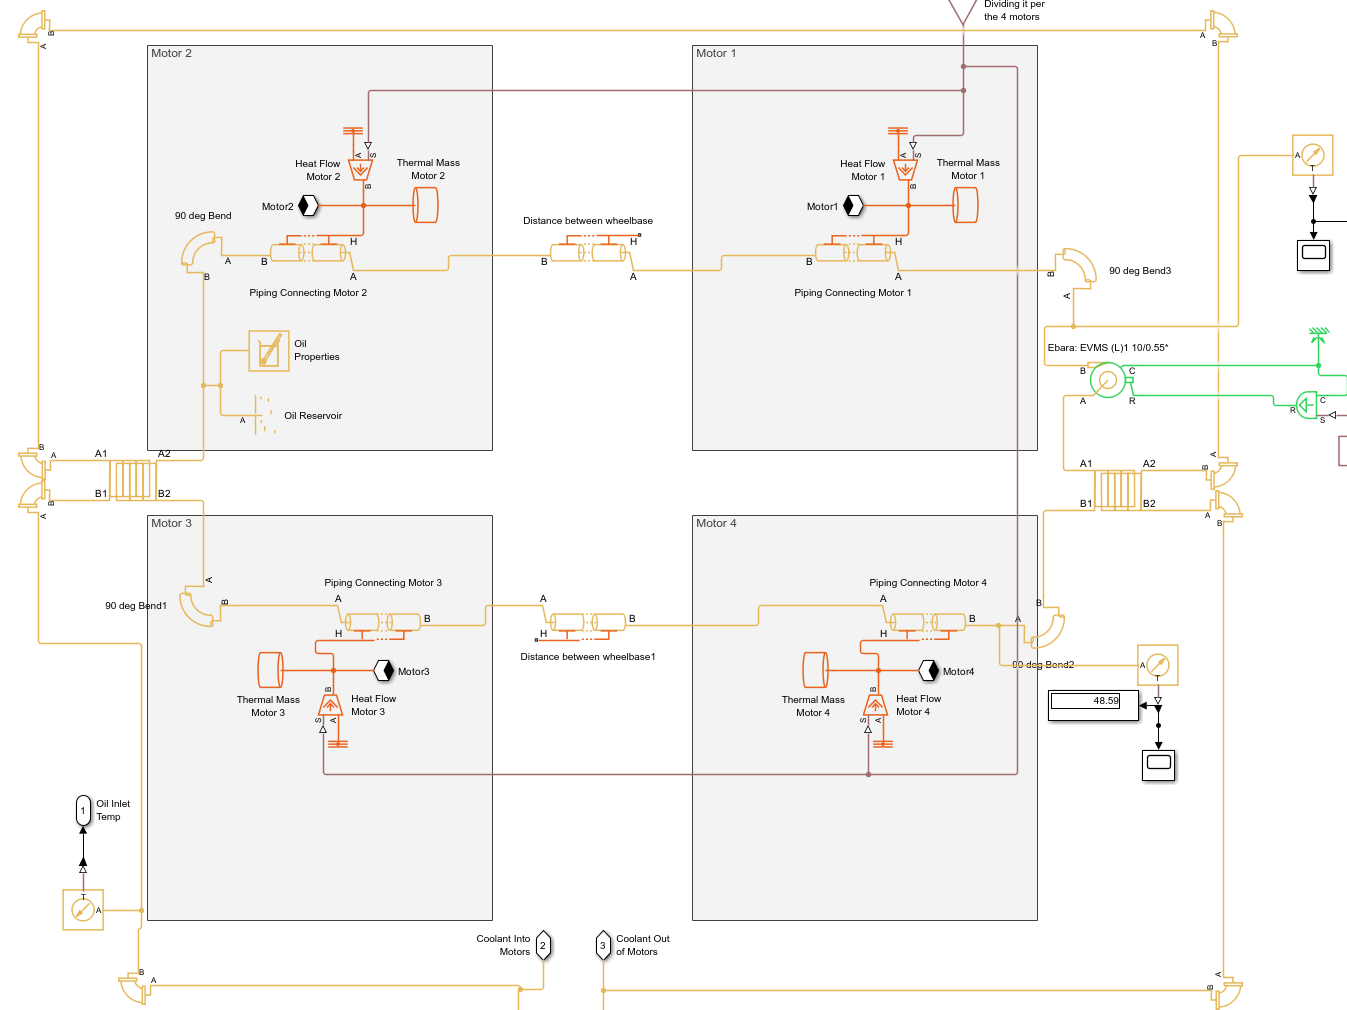 Dividing it per
the 4 motors
B
A
A
B
Motor 2
Motor 1
A
S
Heat Flow
Motor 2
Thermal Mass
Motor 2
B
Motor2
A
S
Heat Flow
Motor 1
Thermal Mass
Motor 1
B
Motor1
A
T
90 deg Bend
A
B
B
H
A
Piping Connecting Motor 2
Distance between wheelbase
B
H
A
B
H
A
Piping Connecting Motor 1
B
A
90 deg Bend3
Oil
Properties
A
Oil Reservoir
Ebara: EVMS (L)1 10/0.55*
B
C
A
R
R
C
S
B
A
A1
A2
B1
B2
B
A
A1
A2
B1
B2
A
B
A
B
Motor 3
Motor 4
A
90 deg Bend1
B
Piping Connecting Motor 3
A
B
H
A
B
H
Distance between wheelbase1
Piping Connecting Motor 4
A
B
H
A
B
90 deg Bend2
Motor3
B
Thermal Mass
Motor 3
Heat Flow
Motor 3
S
A
Motor4
B
Thermal Mass
Motor 4
Heat Flow
Motor 4
S
A
A
T
48.59
1
Oil Inlet
Temp
T
A
Coolant Into
Motors
2
3
Coolant Out
of Motors
B
A
A
B